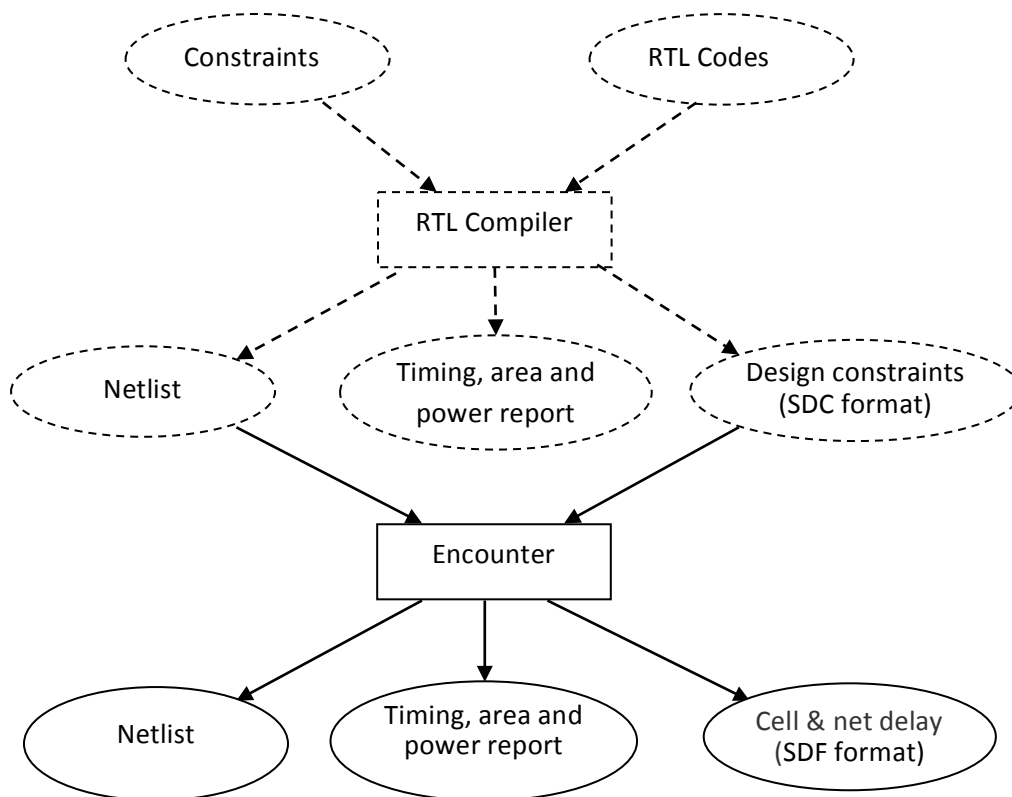 Constraints
RTL Codes
RTL Compiler
Netlist
Timing, area and
power report
Design constraints
(SDC format)
Encounter
Netlist
Timing, area and
power report
Cell & net delay
(SDF format)